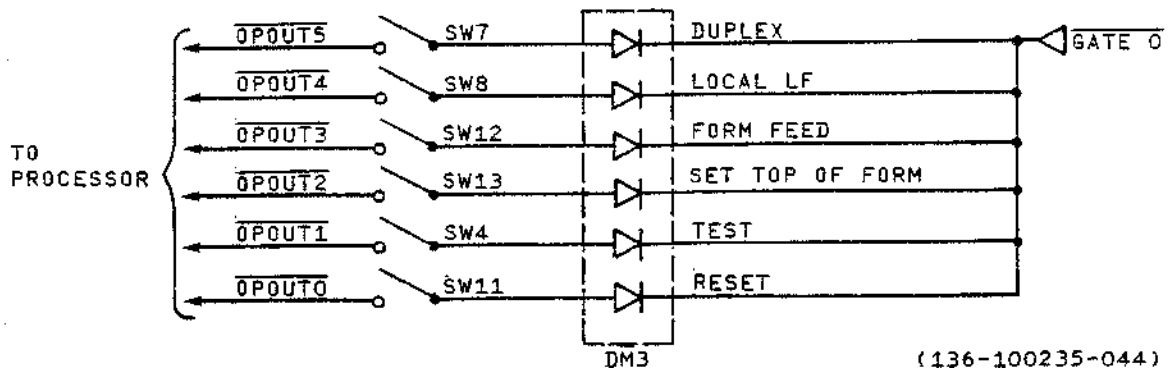 OPOUT5 SW7 DUPLEX GATE 0
OPOUT4 SW8 LOCAL LF
OPOUT3 SW12 FORM FEED
TO
PROCESSOR
OPOUT2 SW13 SET TOP OF FORM
OPOUT1 SW4 TEST
OPOUT0 SW11 RESET
DM3 (136-100235-044)